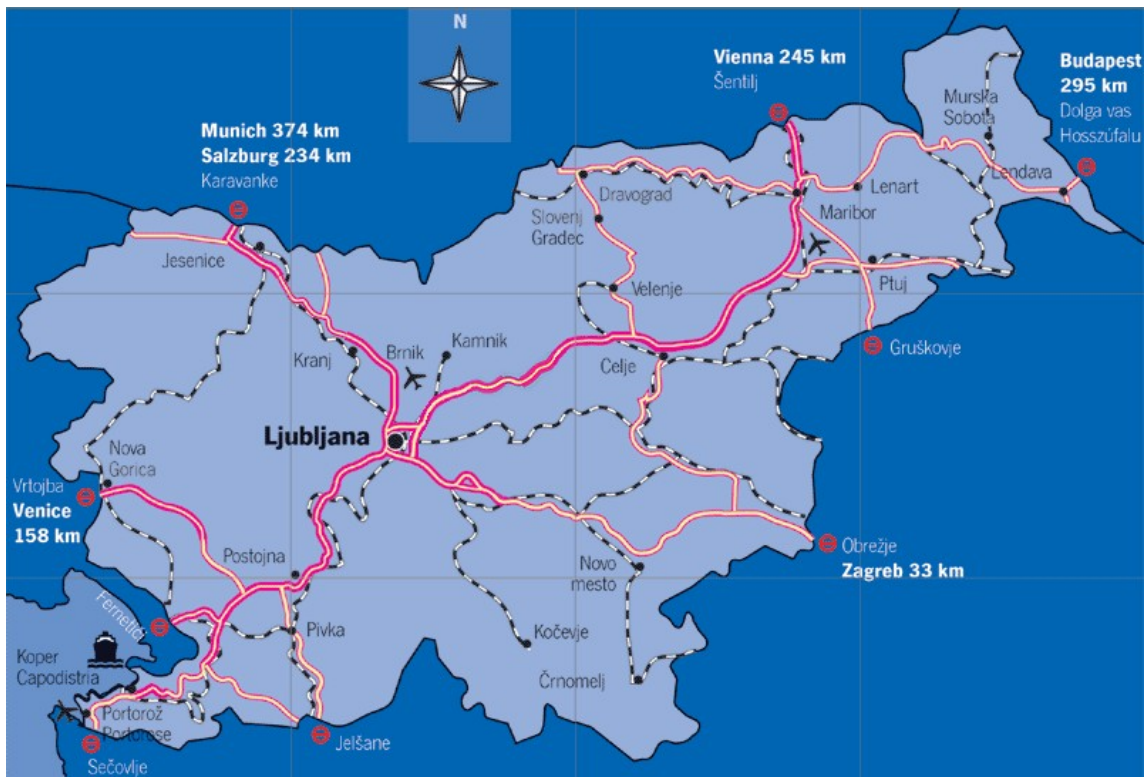 N
Vienna 245 km
Šentilj
Budapest
295 km
Dolga vas
Hosszúfalu
Murska
Sobota
Munich 374 km
Salzburg 234 km
Karavanke
Lendava
Dravograd
Lenart
Slovenj
Gradec
Maribor
Jesenice
Ptuj
Velenje
Kamnik
Brnik
Kranj
Celje
Gruškovje
Ljubljana
Nova
Gorica
Vrtojba
Venice
158 km
Obrežje
Zagreb 33 km
Postojna
Novo
mesto
Fernetiči
Pivka
Kočevje
Koper
Capodistria
Črnomelj
Portorož
Portorose
Jelšane
Sečovlje